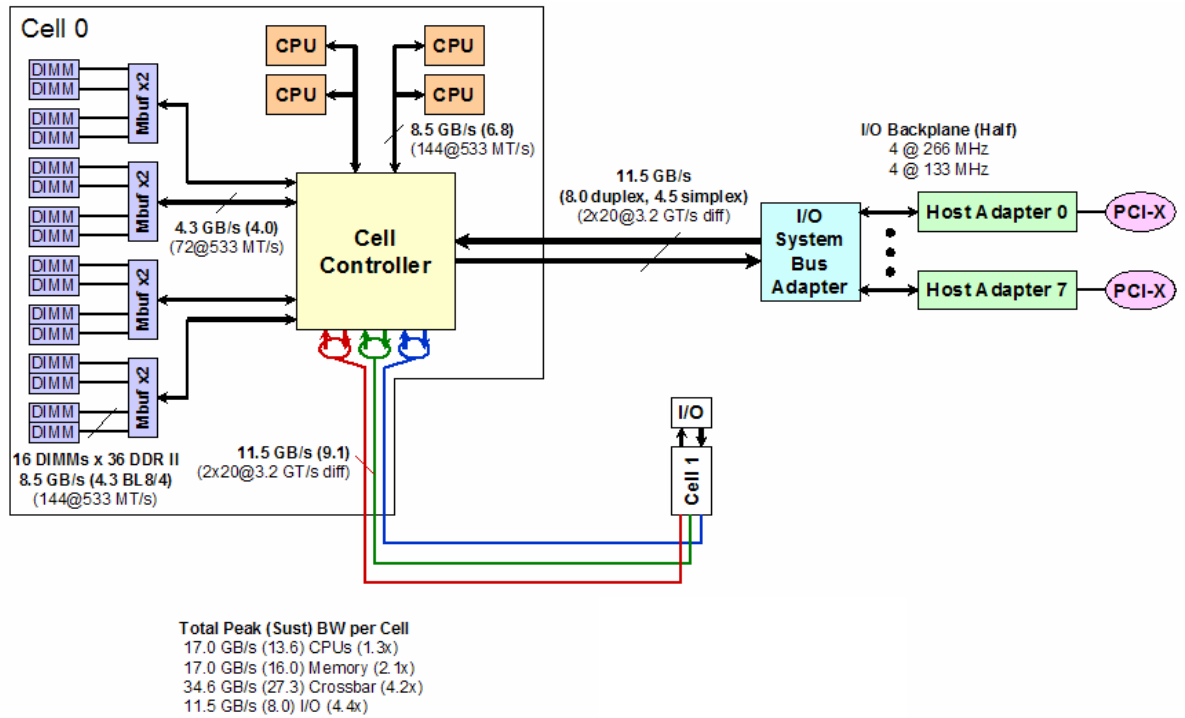 Cell 0
DIMM
DIMM
DIMM
DIMM
Mbuf x2
DIMM
DIMM
DIMM
DIMM
Mbuf x2
DIMM
DIMM
DIMM
DIMM
Mbuf x2
DIMM
DIMM
DIMM
DIMM
Mbuf x2
16 DIMMs x 36 DDR II
8.5 GB/s (4.3 BL8/4)
(144@533 MT/s)
4.3 GB/s (4.0)
(72@533 MT/s)
CPU
CPU
CPU
CPU
8.5 GB/s (6.8)
(144@533 MT/s)
Cell
Controller
11.5 GB/s
(8.0 duplex, 4.5 simplex)
(2x20@3.2 GT/s diff)
I/O
System
Bus
Adapter
I/O Backplane (Half)
4 @ 266 MHz
4 @ 133 MHz
Host Adapter 0
PCI-X
Host Adapter 7
PCI-X
11.5 GB/s (9.1)
(2x20@3.2 GT/s diff)
I/O
Cell 1
Total Peak (Sust) BW per Cell
17.0 GB/s (13.6) CPUs (1.3x)
17.0 GB/s (16.0) Memory (2.1x)
34.6 GB/s (27.3) Crossbar (4.2x)
11.5 GB/s (8.0) I/O (4.4x)